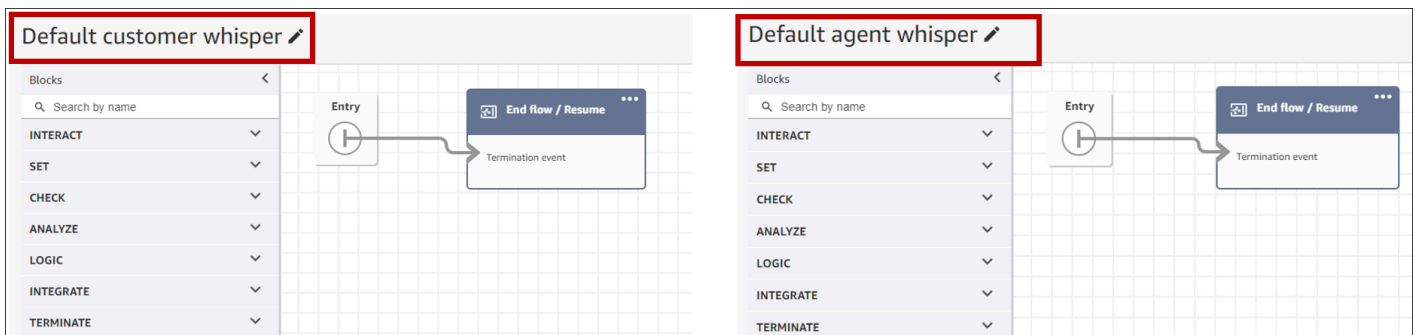 Default customer whisper
Blocks
Search by name
INTERACT
SET
CHECK
ANALYZE
LOGIC
INTEGRATE
TERMINATE
Entry
End flow / Resume
Termination event
Default agent whisper
Blocks
Search by name
INTERACT
SET
CHECK
ANALYZE
LOGIC
INTEGRATE
TERMINATE
Entry
End flow / Resume
Termination event